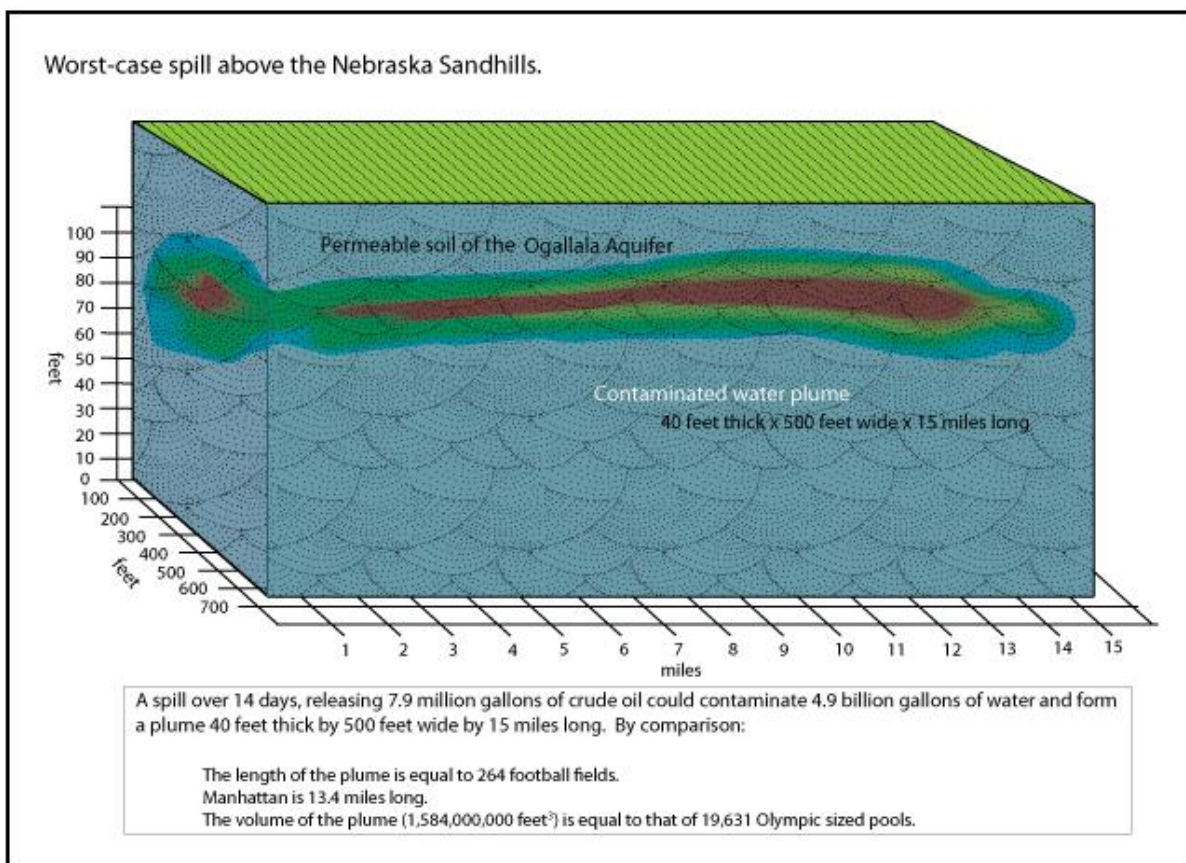 Worst-case spill above the Nebraska Sandhills.
Permeable soil of the Ogallala Aquifer
100
90
80
70
60
50
40
30
20
10
0
feet
Contaminated water plume
40 feet thick x 500 feet wide x 15 miles long
100
200
300
400
500
600
700
feet
1 2 3 4 5 6 7 8 9 10 11 12 13 14 15
miles
A spill over 14 days, releasing 7.9 million gallons of crude oil could contaminate 4.9 billion gallons of water and form
a plume 40 feet thick by 500 feet wide by 15 miles long. By comparison:
The length of the plume is equal to 264 football fields.
Manhattan is 13.4 miles long.
The volume of the plume (1,584,000,000 feet³) is equal to that of 19,631 Olympic sized pools.